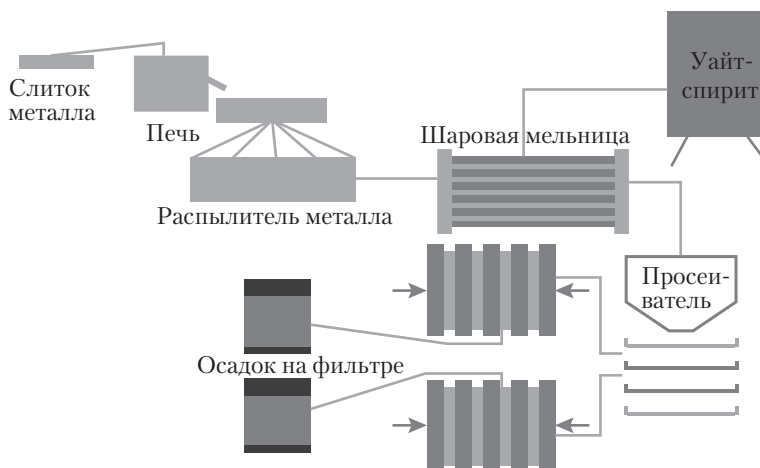 Слиток
металла
Печь
Распылитель металла
Шаровая мельница
Уайт-
спирит
Просеи-
ватель
Осадок на фильтре